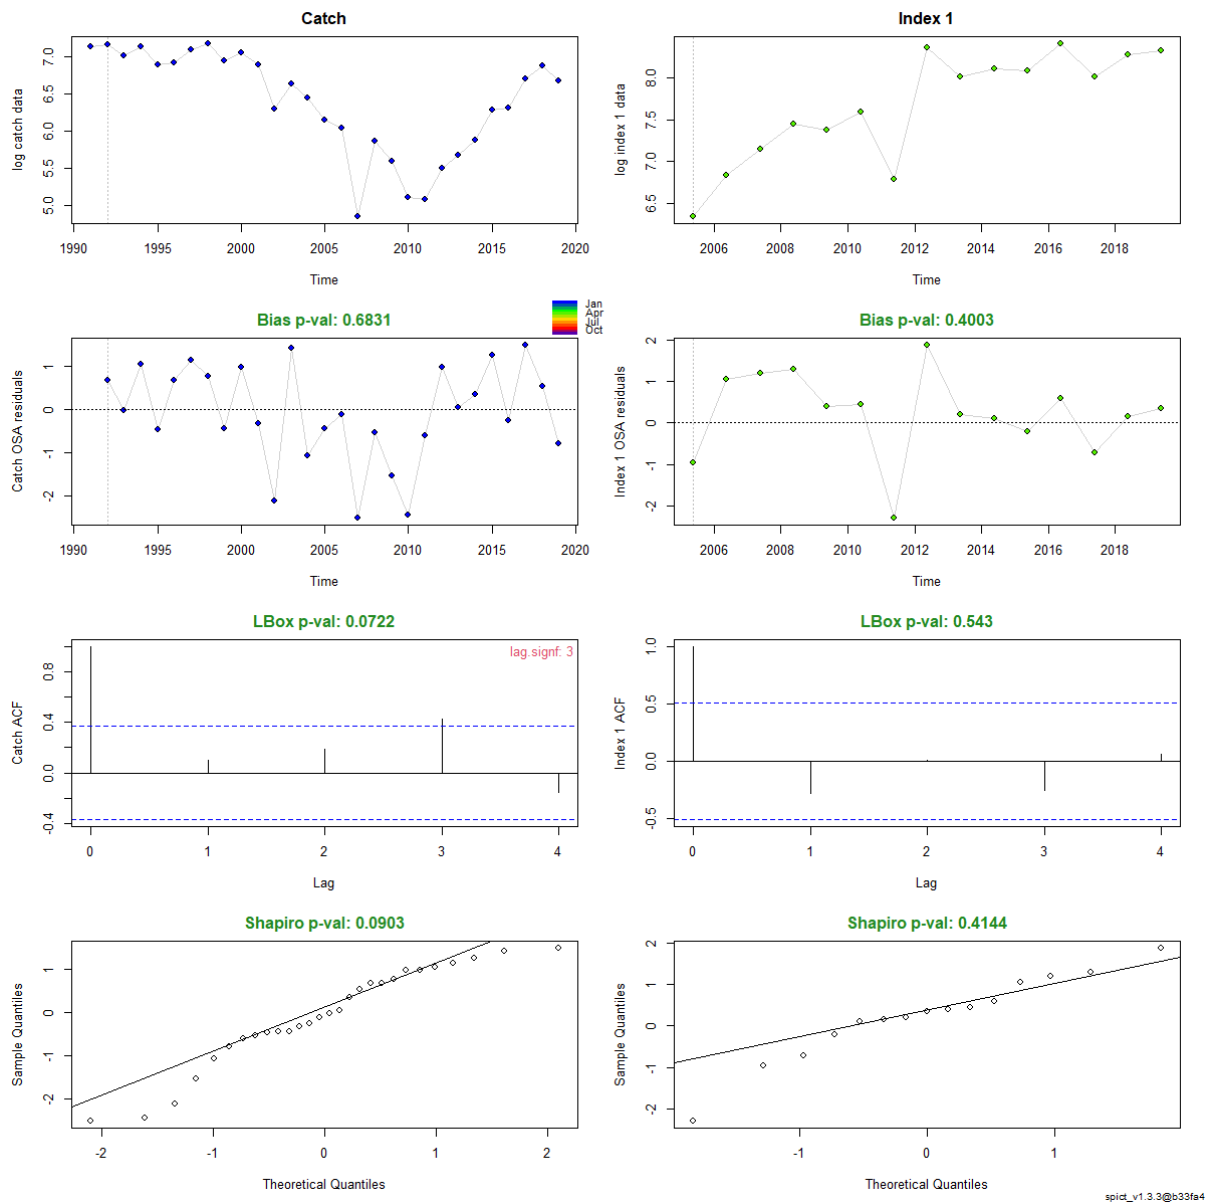 Catch
log catch data
5.0 5.5 6.0 6.5 7.0
1990 1995 2000 2005 2010 2015 2020
Time
Index 1
log index 1 data
6.5 7.0 7.5 8.0
2006 2008 2010 2012 2014 2016 2018
Time
Bias p-val: 0.6831
Jan
Apr
Jul
Oct
Catch OSA residuals
-2 -1 0 1
1990 1995 2000 2005 2010 2015 2020
Time
Bias p-val: 0.4003
Index 1 OSA residuals
-2 -1 0 1 2
2006 2008 2010 2012 2014 2016 2018
Time
LBox p-val: 0.0722
lag.signf: 3
Catch ACF
-0.4 0.0 0.4 0.8
0 1 2 3 4
Lag
LBox p-val: 0.543
Index 1 ACF
-0.5 0.0 0.5 1.0
0 1 2 3 4
Lag
Shapiro p-val: 0.0903
Sample Quantiles
-2 -1 0 1
-2 -1 0 1 2
Theoretical Quantiles
Shapiro p-val: 0.4144
Sample Quantiles
-2 -1 0 1 2
-1 0 1
Theoretical Quantiles
spict_v1.3.3@b33fa4